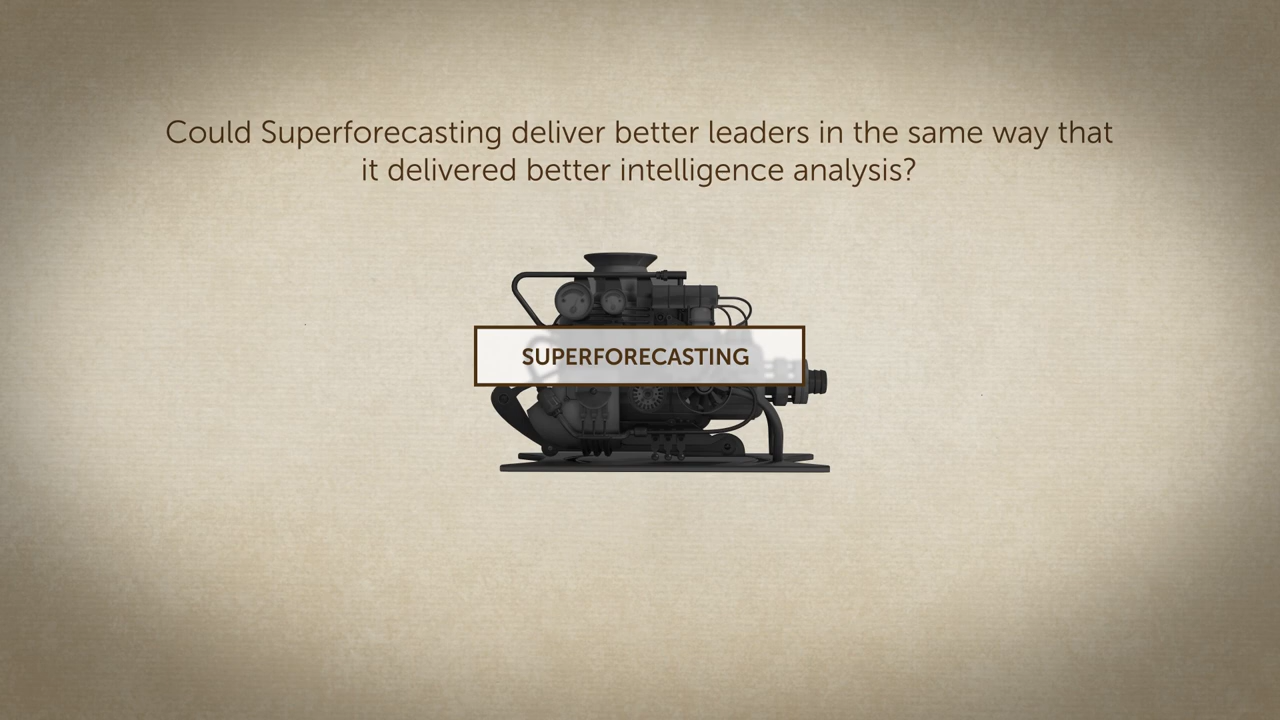 Could Superforecasting deliver better leaders in the same way that
it delivered better intelligence analysis?
SUPERFORECASTING